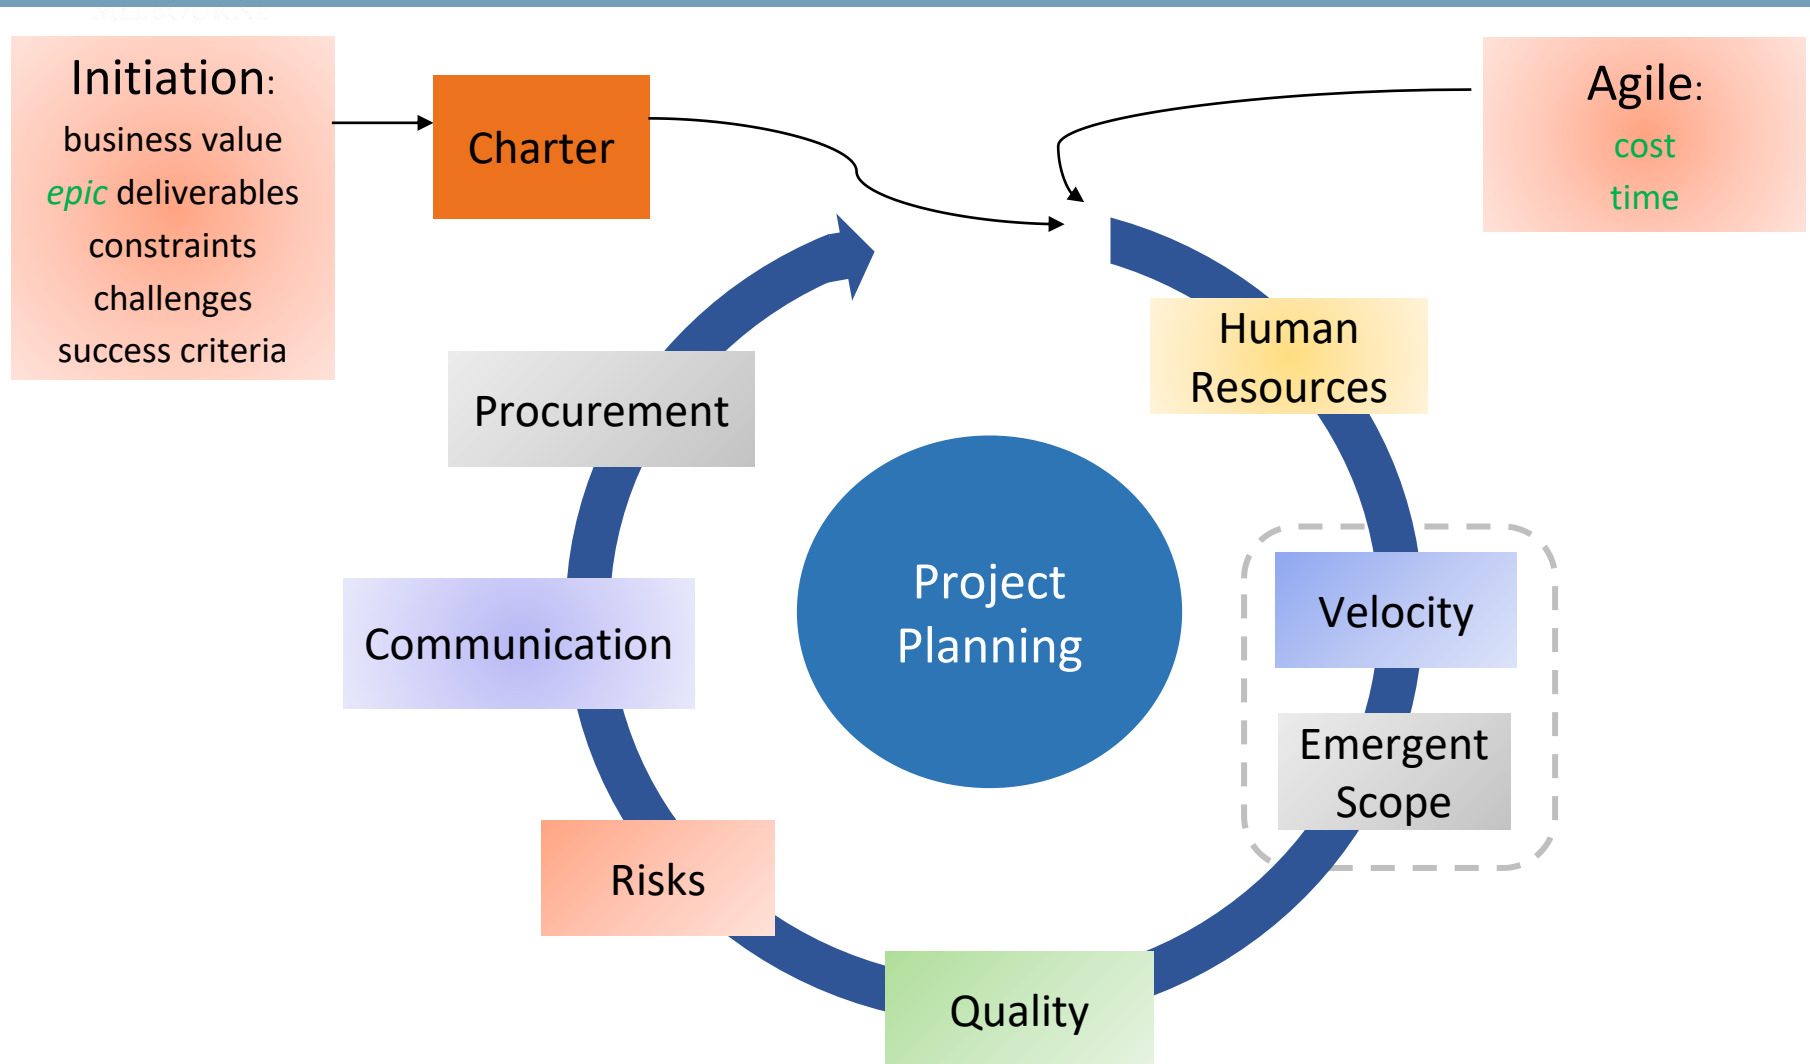 Initiation:
business value
epic deliverables
constraints
challenges
success criteria
Charter
Agile:
cost
time
Human
Resources
Procurement
Project
Planning
Velocity
Communication
Emergent
Scope
Risks
Quality